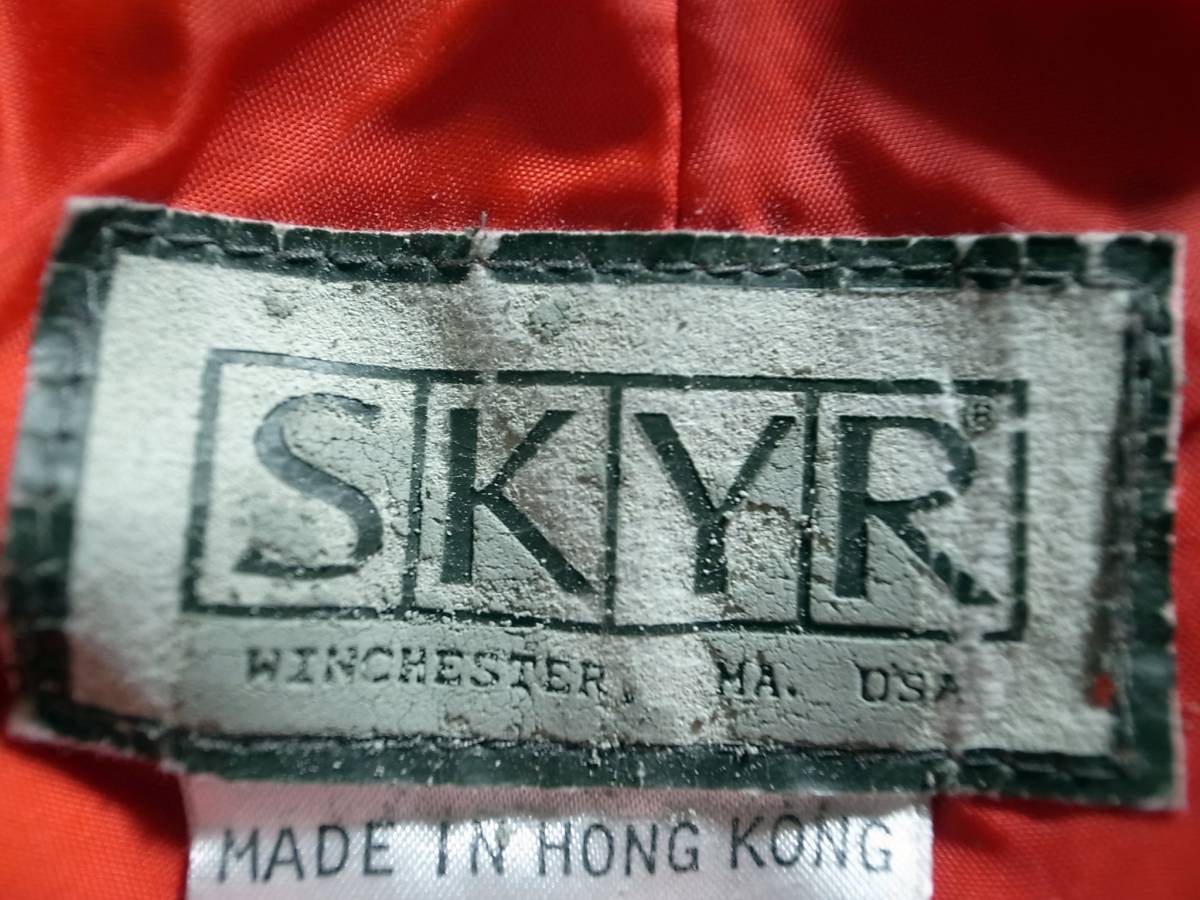 SKYR®
WINCHESTER, MA. USA
MADE IN HONG KONG